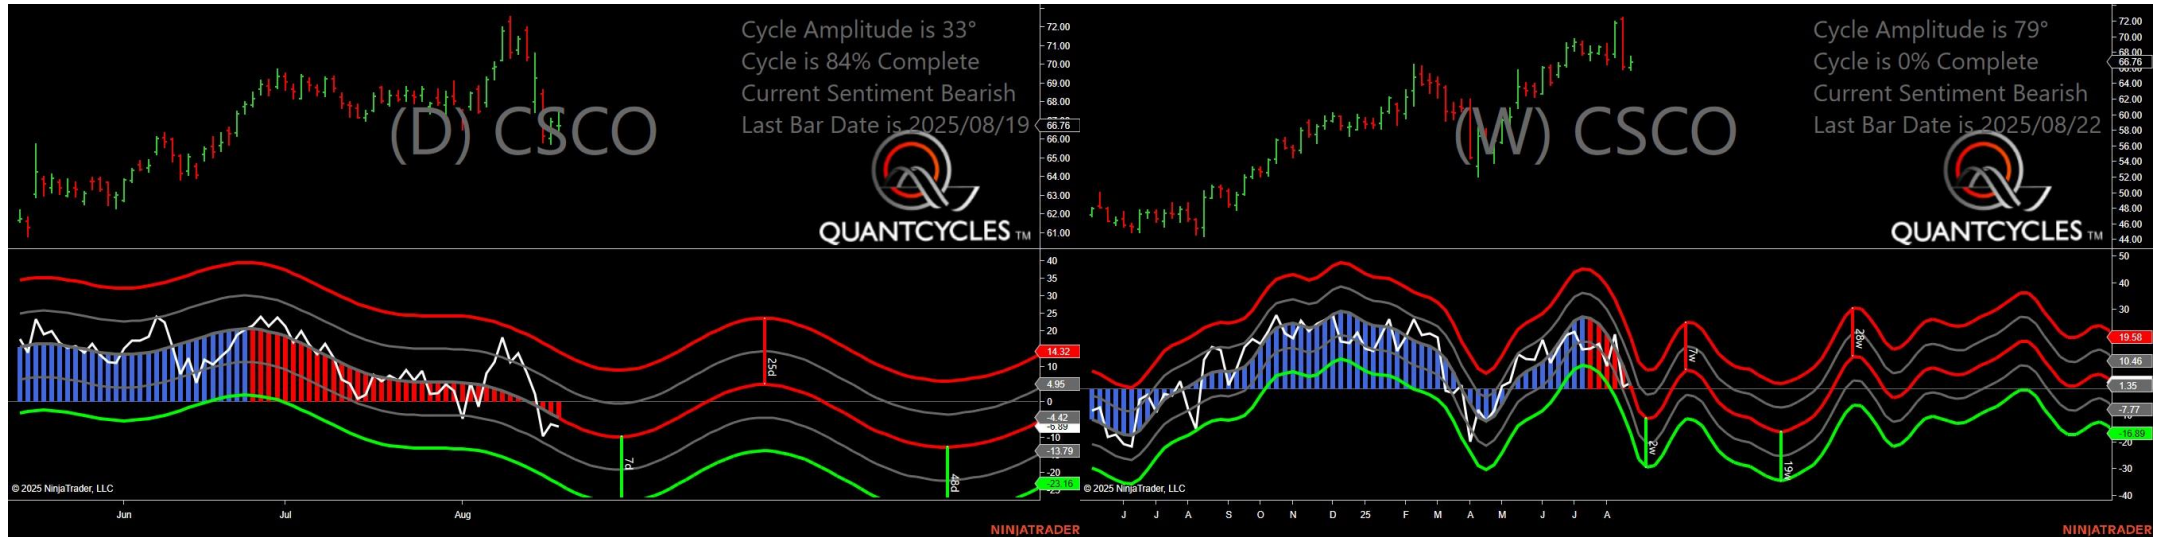 Cycle Amplitude is 33°
Cycle is 84% Complete
Current Sentiment Bearish
Last Bar Date is 2025/08/19
(D) CSCO
QUANTCYCLES TM
72.00
71.00
70.00
69.00
68.00
66.76
66.00
65.00
64.00
63.00
62.00
61.00
40
35
30
25
20
14.32
10
4.95
0
-4.42
-6.89
-10
-13.79
-20
-23.16
7d
25d
48d
© 2025 NinjaTrader, LLC
Jun
Jul
Aug
NINJATRADER
Cycle Amplitude is 79°
Cycle is 0% Complete
Current Sentiment Bearish
Last Bar Date is 2025/08/22
(W) CSCO
QUANTCYCLES TM
72.00
70.00
68.00
66.76
64.00
62.00
60.00
58.00
56.00
54.00
52.00
50.00
48.00
46.00
44.00
50
40
30
19.58
10.46
1.35
-7.77
-16.89
-20
-30
-40
2w
7w
19w
28w
© 2025 NinjaTrader, LLC
J
J
A
S
O
N
D
25
F
M
A
M
J
J
A
NINJATRADER